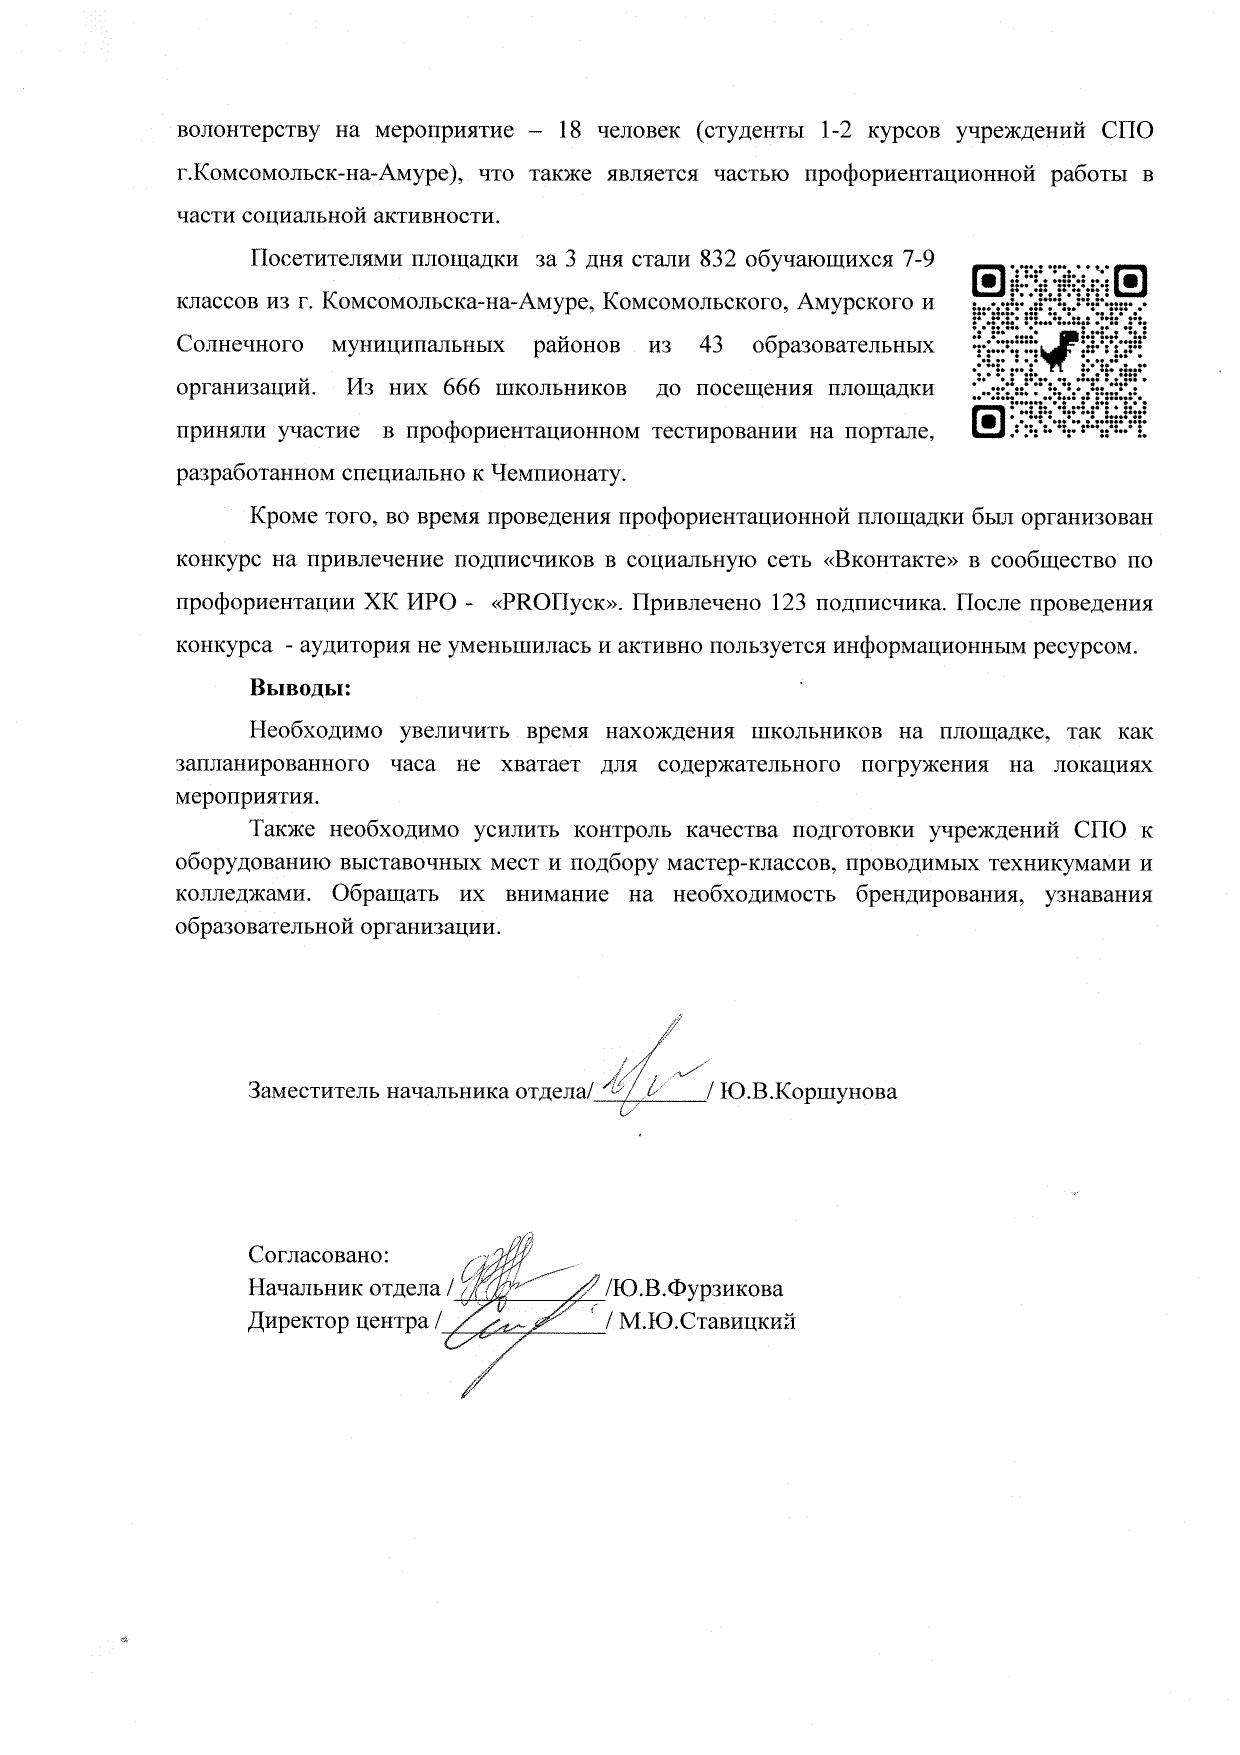 волонтерству на мероприятие – 18 человек (студенты 1-2 курсов учреждений СПО
г.Комсомольск-на-Амуре), что также является частью профориентационной работы в
части социальной активности.
Посетителями площадки за 3 дня стали 832 обучающихся 7-9
классов из г. Комсомольска-на-Амуре, Комсомольского, Амурского и
Солнечного муниципальных районов из 43 образовательных
организаций. Из них 666 школьников до посещения площадки
приняли участие в профориентационном тестировании на портале,
разработанном специально к Чемпионату.
Кроме того, во время проведения профориентационной площадки был организован
конкурс на привлечение подписчиков в социальную сеть «Вконтакте» в сообщество по
профориентации ХК ИРО - «PROПуск». Привлечено 123 подписчика. После проведения
конкурса - аудитория не уменьшилась и активно пользуется информационным ресурсом.
Выводы:
Необходимо увеличить время нахождения школьников на площадке, так как
запланированного часа не хватает для содержательного погружения на локациях
мероприятия.
Также необходимо усилить контроль качества подготовки учреждений СПО к
оборудованию выставочных мест и подбору мастер-классов, проводимых техникумами и
колледжами. Обращать их внимание на необходимость брендирования, узнавания
образовательной организации.
Заместитель начальника отдела/_________/ Ю.В.Коршунова
Согласовано:
Начальник отдела /____________/Ю.В.Фурзикова
Директор центра /_____________/ М.Ю.Ставицкий